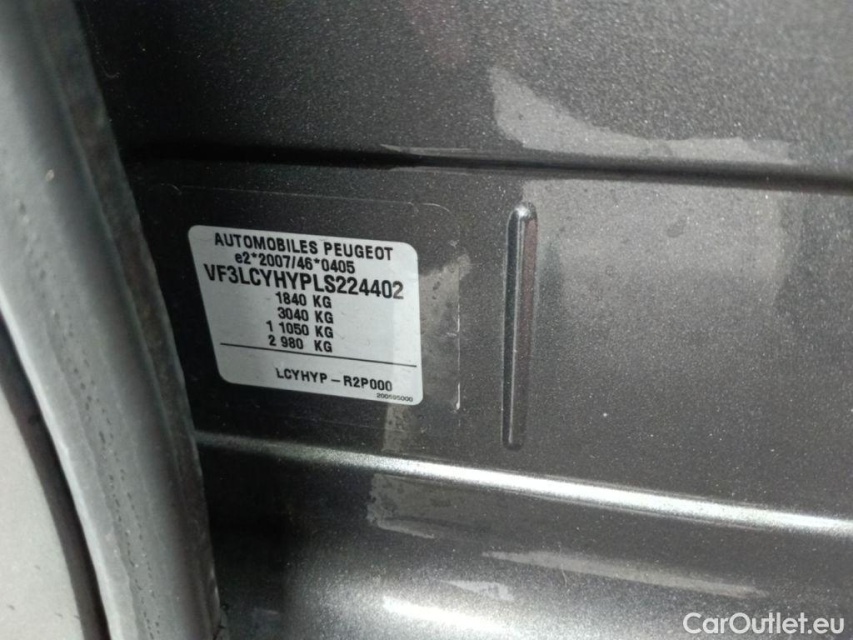 AUTOMOBILES PEUGEOT
e2*2007/46*0405
VF3LCYHYPLS224402
1840 KG
3040 KG
1 1050 KG
2 980 KG
LCYHYP-R2P000
CarOutlet.eu